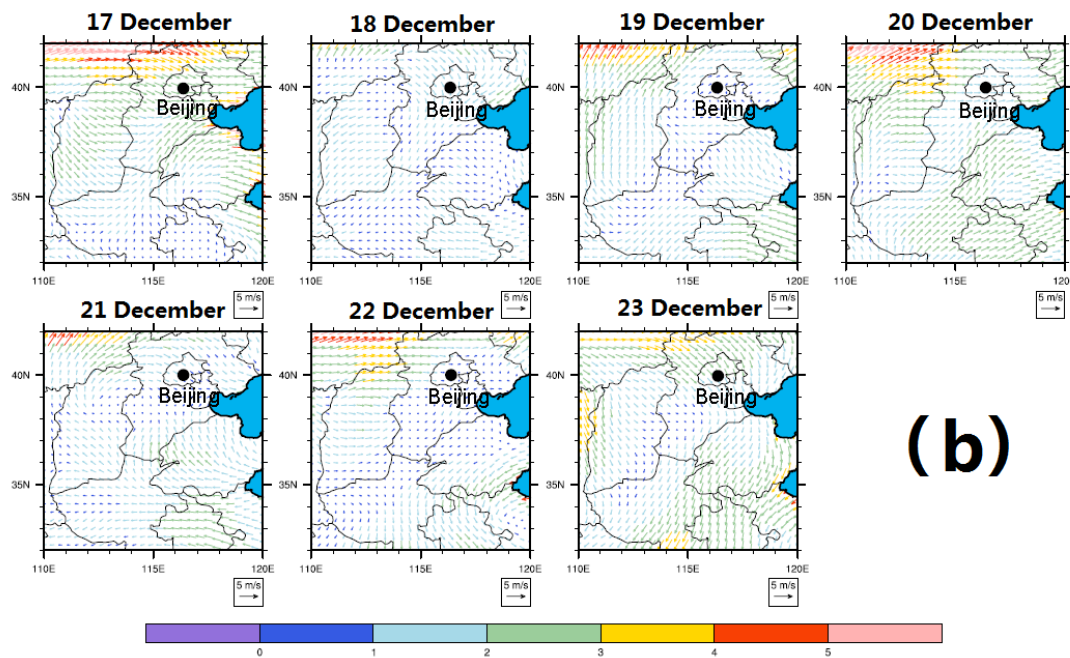 17 December 18 December 19 December 20 December
40N 40N 40N 40N
Beijing Beijing Beijing Beijing
35N 35N 35N 35N
110E 115E 120E 110E 115E 120E 110E 115E 120E 110E 115E 120
5 m/s 5 m/s 5 m/s 5 m/s
21 December 22 December 23 December
40N 40N 40N
Beijing Beijing Beijing
(b)
35N 35N 35N
110E 115E 120E 110E 115E 120E 110E 115E 120E
5 m/s 5 m/s 5 m/s
0 1 2 3 4 5